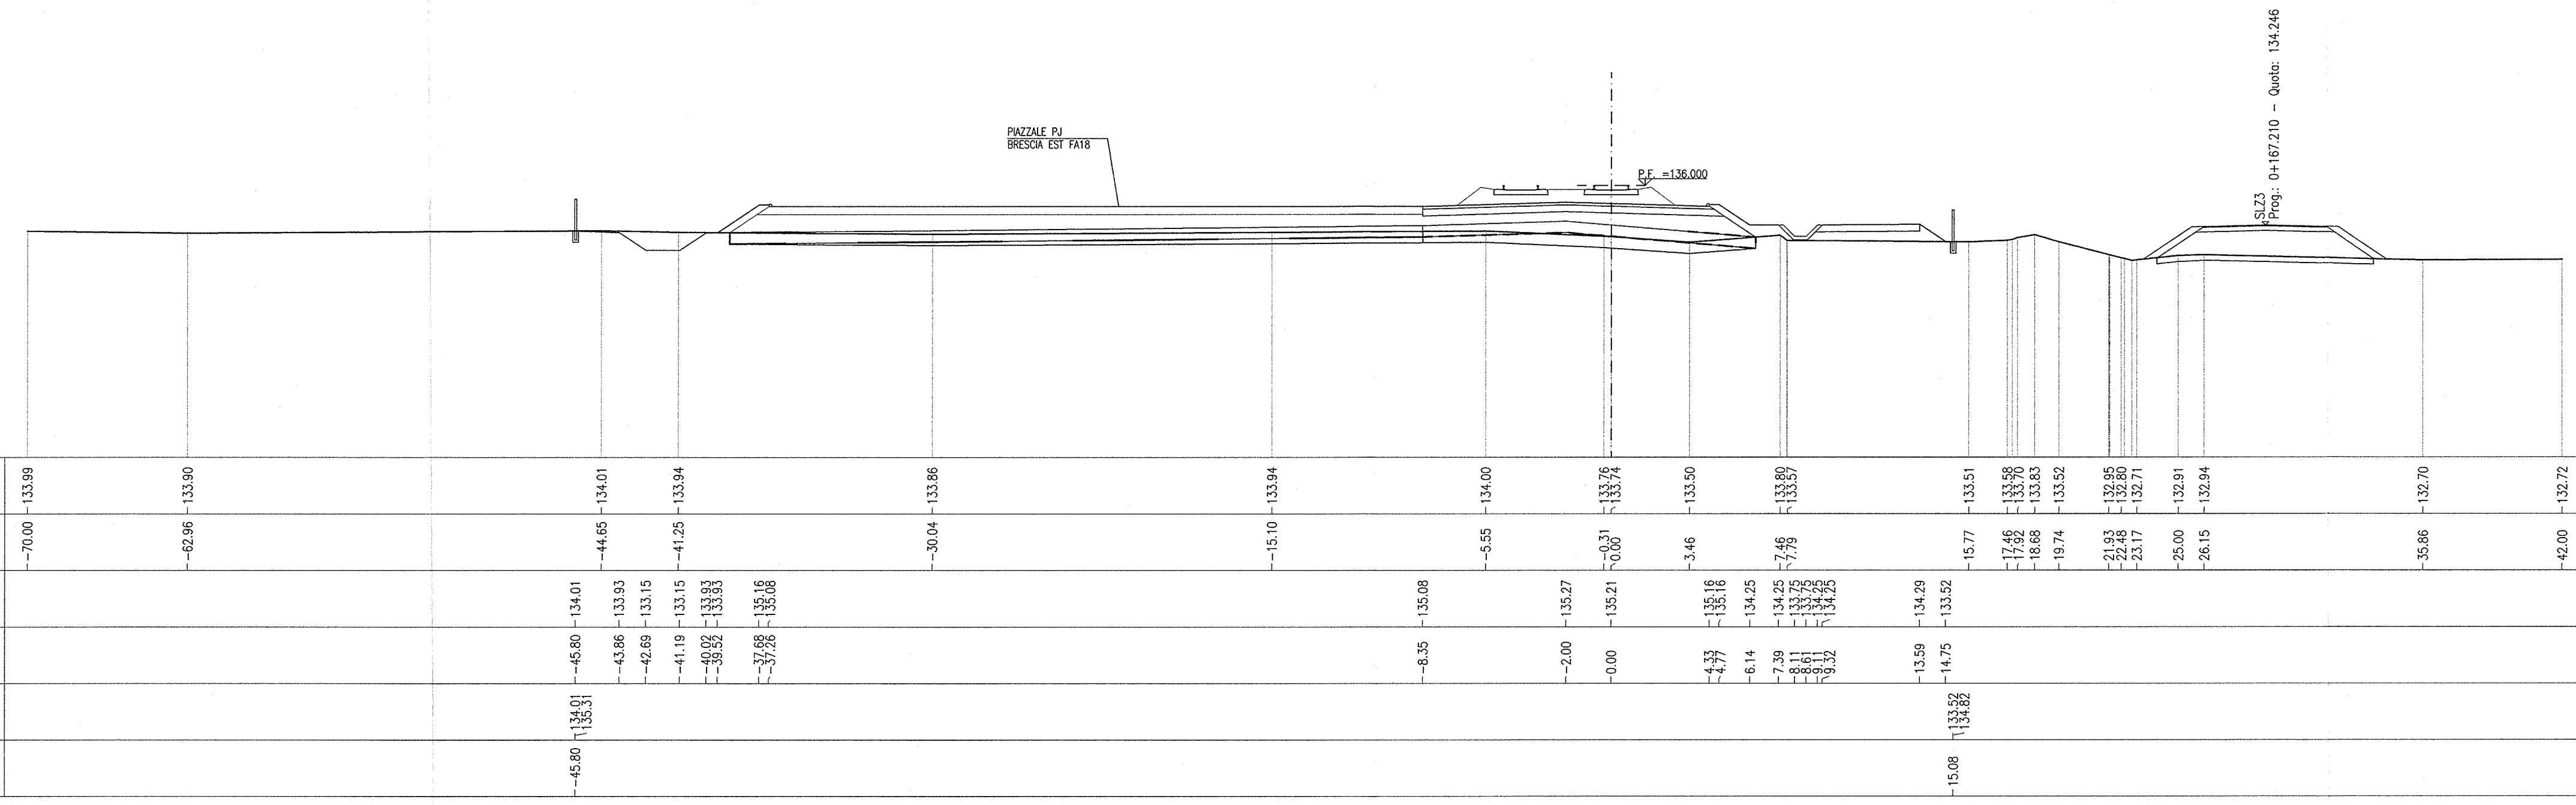 PIAZZALE PJ
BRESCIA EST FA18
P.F. =136.000
SLZ3
Prog.: 0+167.210 - Quota: 134.246
133.99 133.90 134.01 133.94 133.86 133.94 134.00 133.76 133.74 133.50 133.80 133.57 133.51 133.58 133.70 133.83 133.52 132.95 132.80 132.71 132.91 132.94 132.70 132.72
-70.00 -62.96 -44.65 -41.25 -30.04 -15.10 -5.55 -0.31 0.00 3.46 7.46 7.79 15.77 17.46 17.92 18.68 19.74 21.93 22.48 23.17 25.00 26.15 35.86 42.00
134.01 133.93 133.15 133.15 133.93 133.93 135.16 135.08 135.08 135.27 135.21 135.16 135.16 134.25 134.25 133.75 133.75 134.25 134.25 134.29 133.52
-45.80 -43.86 -42.69 -41.19 -40.02 -39.52 -37.68 -37.26 -8.35 -2.00 0.00 4.33 4.77 6.14 7.39 8.11 8.61 9.11 9.32 13.59 14.75
134.01 135.31 133.52 134.82
-45.80 15.08